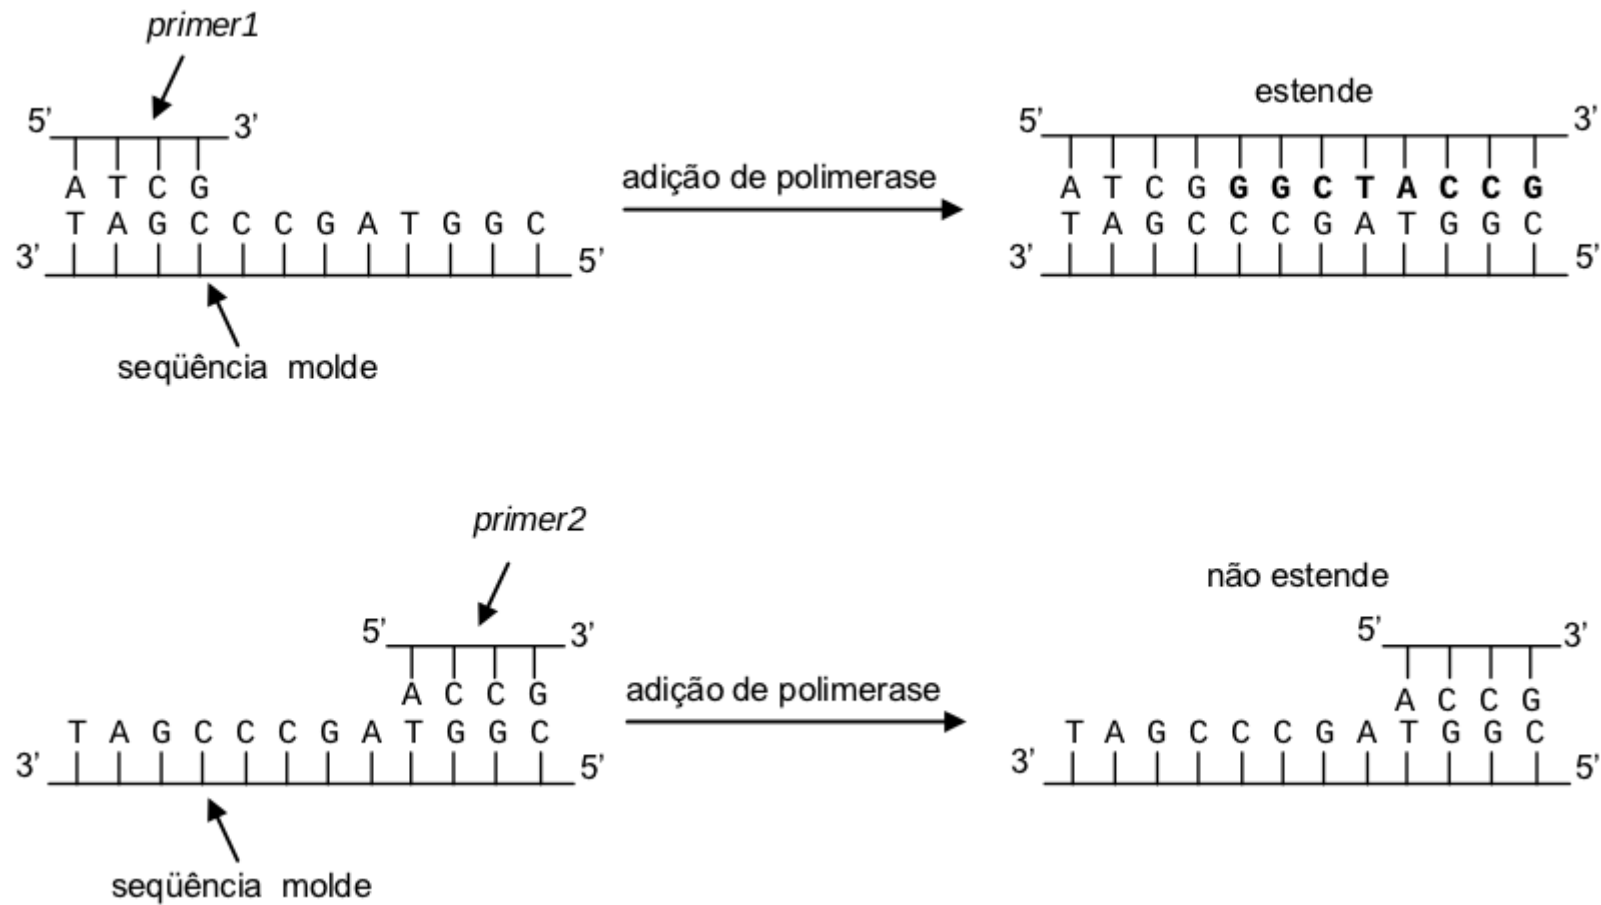 primer1
estende
5' 3' 5' 3'
adição de polimerase
A T C G A T C G G G C T A C C G
T A G C C C G A T G G C T A G C C C G A T G G C
3' 5' 3' 5'
seqüência molde
primer2
não estende
5' 3' 5' 3'
A C C G adição de polimerase A C C G
T A G C C C G A T G G C T A G C C C G A T G G C
3' 5' 3' 5'
seqüência molde